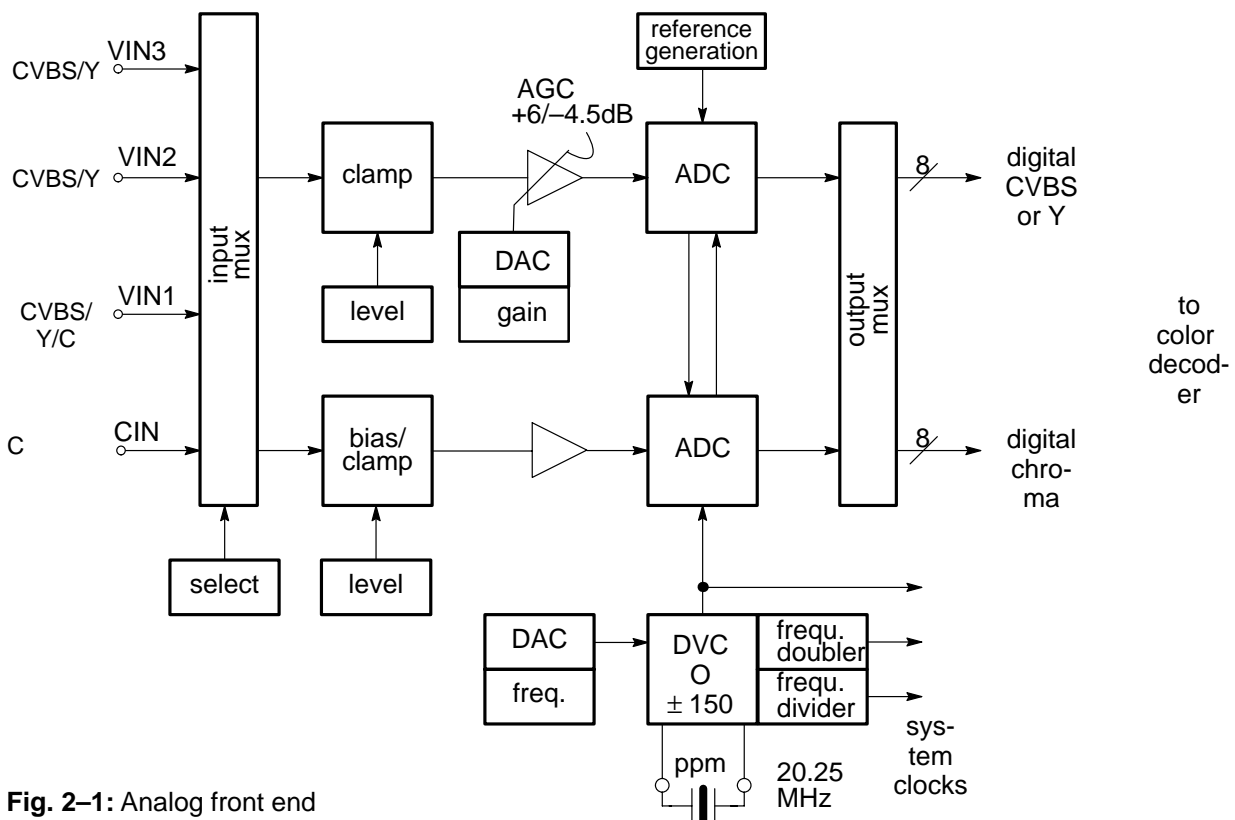 reference
generation
VIN3
CVBS/Y
AGC
+6/–4.5dB
VIN2
CVBS/Y
clamp
ADC
8
digital
CVBS
or Y
input
mux
DAC
gain
level
VIN1
CVBS/
Y/C
output
mux
to
color
decod-
er
CIN
C
bias/
clamp
ADC
8
digital
chro-
ma
select
level
DAC
freq.
DVC
O
± 150
frequ.
doubler
frequ.
divider
sys-
tem
clocks
ppm
20.25
MHz
Fig. 2–1: Analog front end